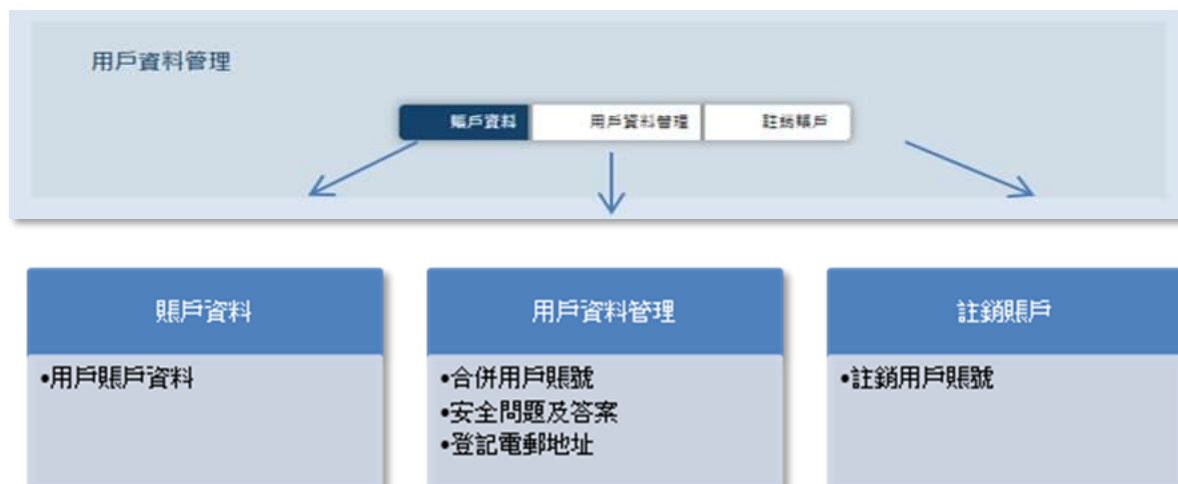 用戶資料管理
賬戶資料 用戶資料管理 註銷賬戶
賬戶資料 用戶資料管理 註銷賬戶
•用戶賬戶資料
•合併用戶賬號
•安全問題及答案
•登記電郵地址
•註銷用戶賬號